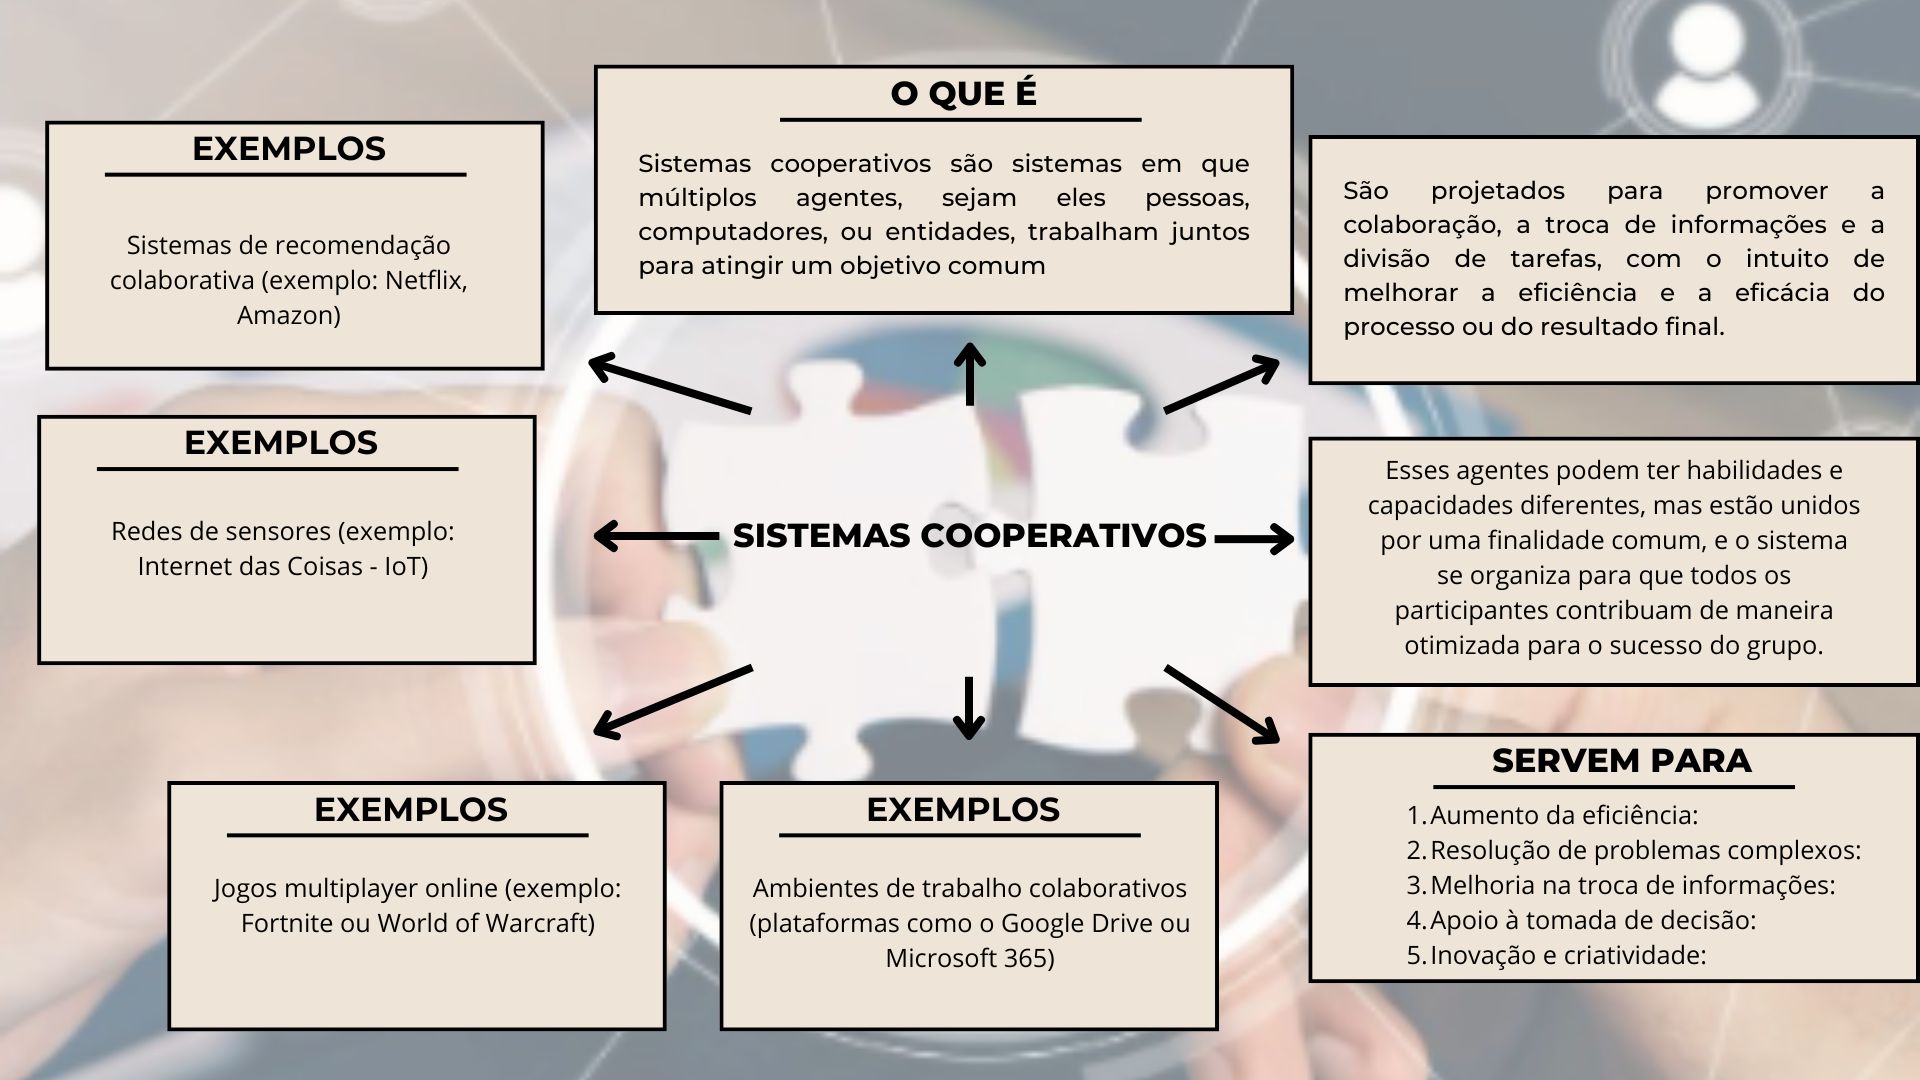 O QUE É
Sistemas cooperativos são sistemas em que
múltiplos agentes, sejam eles pessoas,
computadores, ou entidades, trabalham juntos
para atingir um objetivo comum
EXEMPLOS
Sistemas de recomendação
colaborativa (exemplo: Netflix,
Amazon)
São projetados para promover a
colaboração, a troca de informações e a
divisão de tarefas, com o intuito de
melhorar a eficiência e a eficácia do
processo ou do resultado final.
EXEMPLOS
Redes de sensores (exemplo:
Internet das Coisas - IoT)
SISTEMAS COOPERATIVOS
Esses agentes podem ter habilidades e
capacidades diferentes, mas estão unidos
por uma finalidade comum, e o sistema
se organiza para que todos os
participantes contribuam de maneira
otimizada para o sucesso do grupo.
EXEMPLOS
Jogos multiplayer online (exemplo:
Fortnite ou World of Warcraft)
EXEMPLOS
Ambientes de trabalho colaborativos
(plataformas como o Google Drive ou
Microsoft 365)
SERVEM PARA
1. Aumento da eficiência:
2. Resolução de problemas complexos:
3. Melhoria na troca de informações:
4. Apoio à tomada de decisão:
5. Inovação e criatividade: